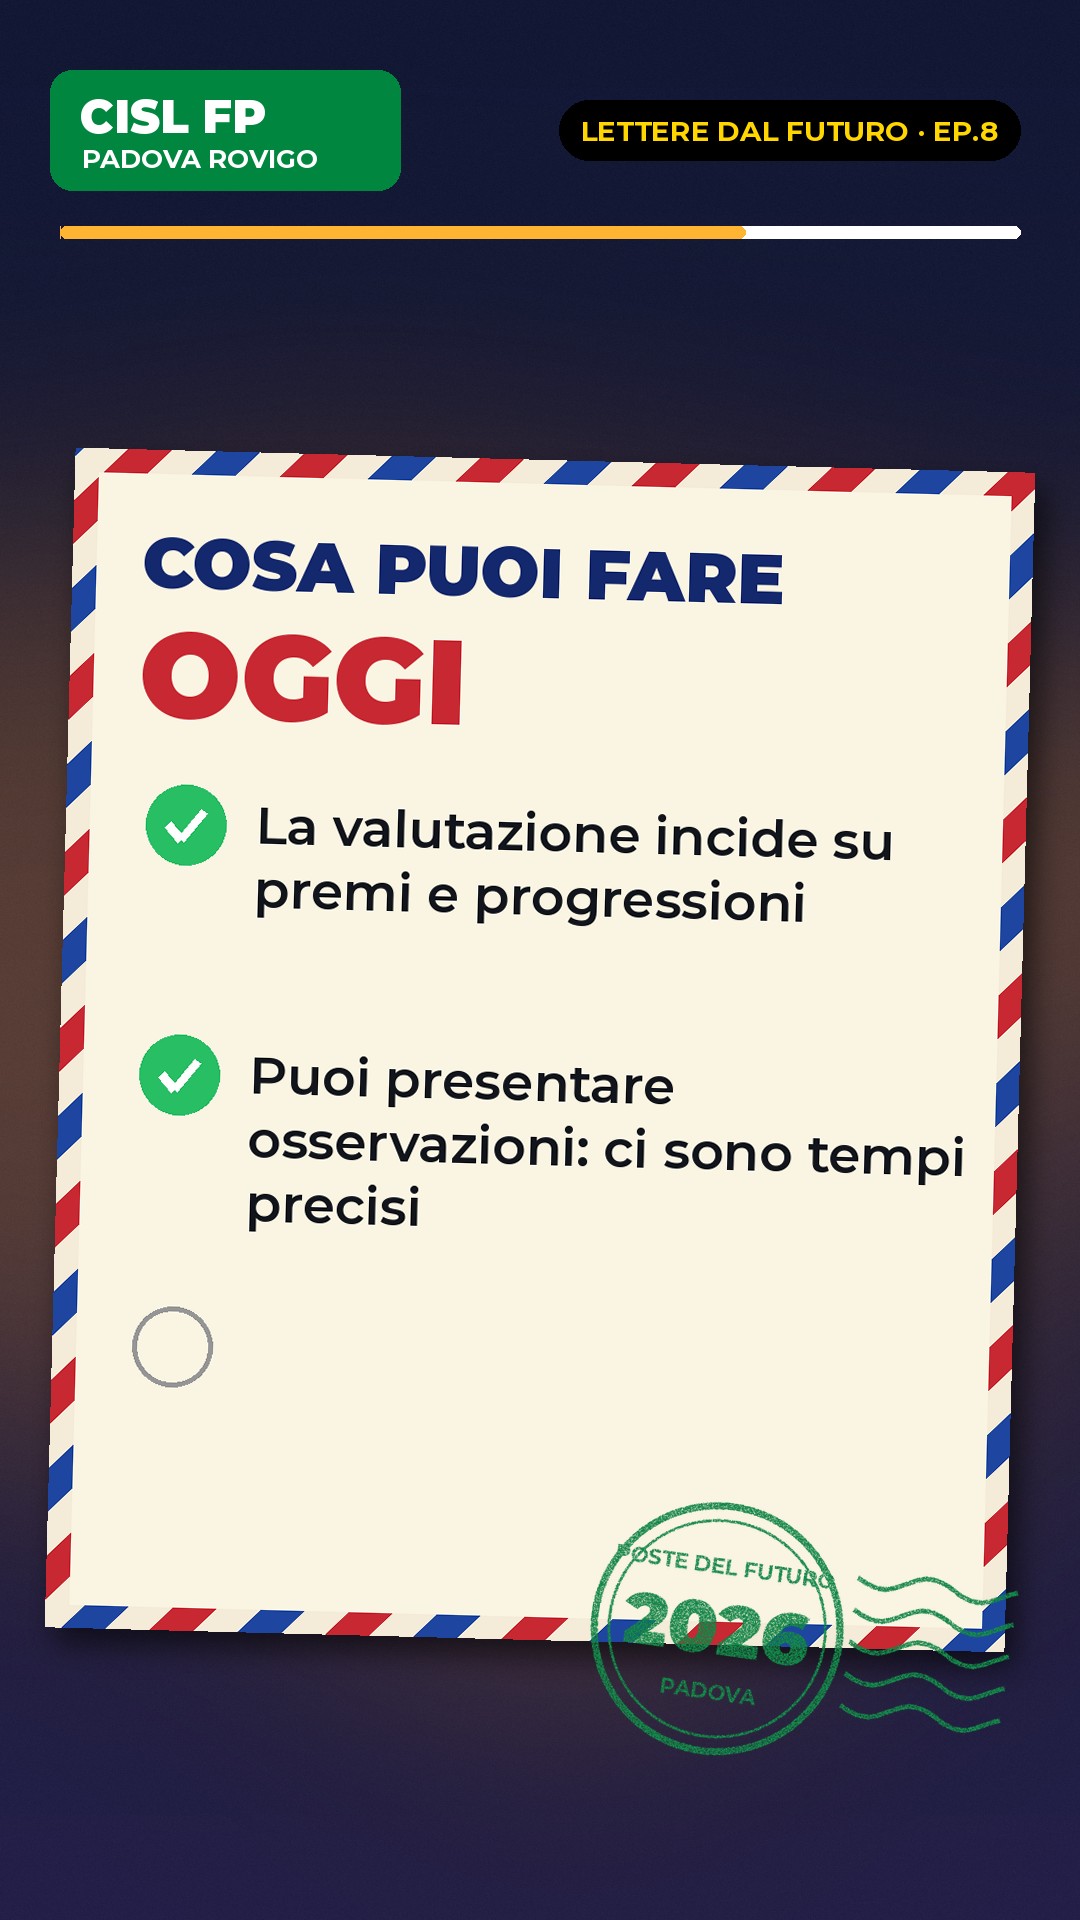 CISL FP
PADOVA ROVIGO
LETTERE DAL FUTURO · EP.8
COSA PUOI FARE
OGGI
La valutazione incide su
premi e progressioni
Puoi presentare
osservazioni: ci sono tempi
precisi
POSTE DEL FUTURO
2026
PADOVA